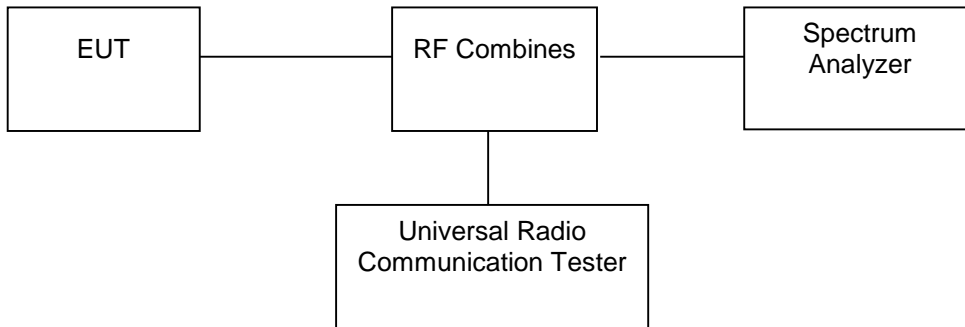 EUT
RF Combines
Spectrum
Analyzer
Universal Radio
Communication Tester